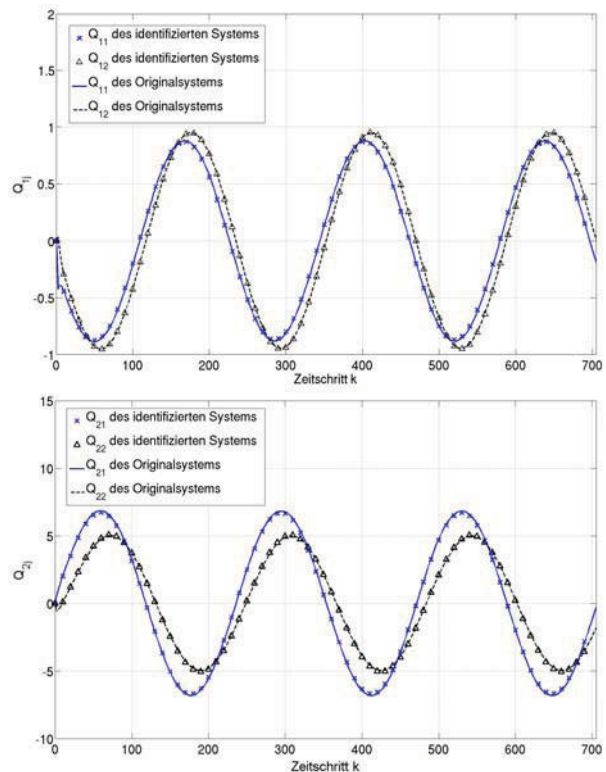 2
1.5
1
0.5
0
-0.5
-1
Q1j
Q11 des identifizierten Systems
Q12 des identifizierten Systems
Q11 des Originalsystems
Q12 des Originalsystems
0 100 200 300 400 500 600 700
Zeitschritt k
15
10
5
0
-5
-10
Q2j
Q21 des identifizierten Systems
Q22 des identifizierten Systems
Q21 des Originalsystems
Q22 des Originalsystems
0 100 200 300 400 500 600 700
Zeitschritt k